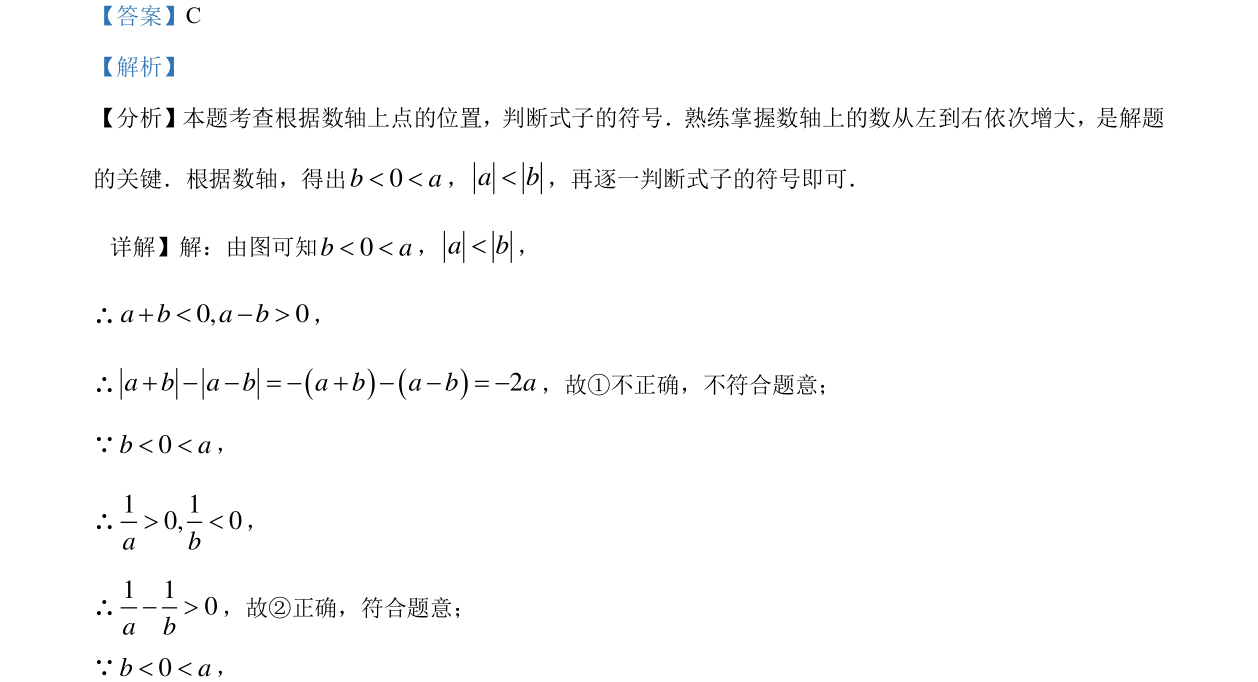 【答案】C
【解析】
【分析】本题考查根据数轴上点的位置，判断式子的符号．熟练掌握数轴上的数从左到右依次增大，是解题
的关键．根据数轴，得出b<0<a，|a|<|b|，再逐一判断式子的符号即可．
详解】解：由图可知b<0<a，|a|<|b|，
∴a+b<0,a−b>0，
∴|a+b|−|a−b|=−(a+b)−(a−b)=−2a，故①不正确，不符合题意；
∵b<0<a，
∴1/a>0,1/b<0，
∴1/a−1/b>0，故②正确，符合题意；
∵b<0<a，